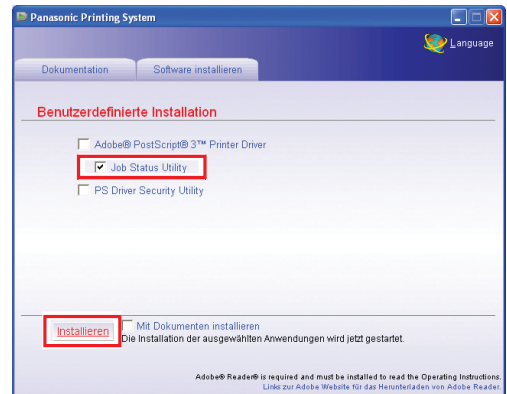 Panasonic Printing System
Language
Dokumentation
Software installieren
Benutzerdefinierte Installation
Adobe® PostScript® 3™ Printer Driver
Job Status Utility
PS Driver Security Utility
Installieren
Mit Dokumenten installieren
Die Installation der ausgewählten Anwendungen wird jetzt gestartet.
Adobe® Reader® is required and must be installed to read the Operating Instructions.
Links zur Adobe Website für das Herunterladen von Adobe Reader.